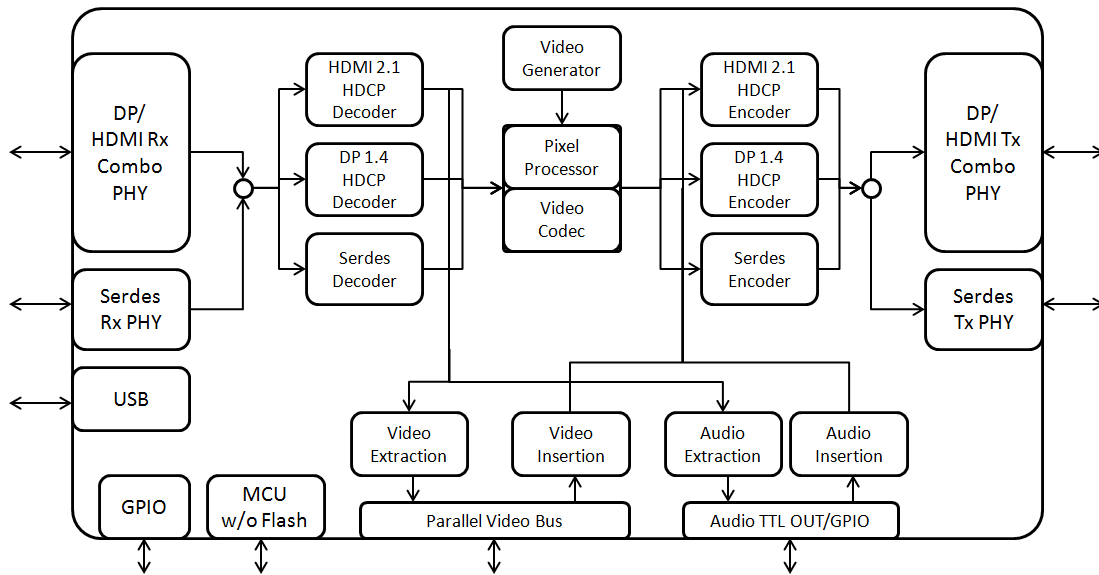 DP/
HDMI Rx
Combo
PHY
Serdes
Rx PHY
USB
GPIO
MCU
w/o Flash
HDMI 2.1
HDCP
Decoder
DP 1.4
HDCP
Decoder
Serdes
Decoder
Video
Generator
Pixel
Processor
Video
Codec
HDMI 2.1
HDCP
Encoder
DP 1.4
HDCP
Encoder
Serdes
Encoder
DP/
HDMI Tx
Combo
PHY
Serdes
Tx PHY
Video
Extraction
Video
Insertion
Audio
Extraction
Audio
Insertion
Parallel Video Bus
Audio TTL OUT/GPIO